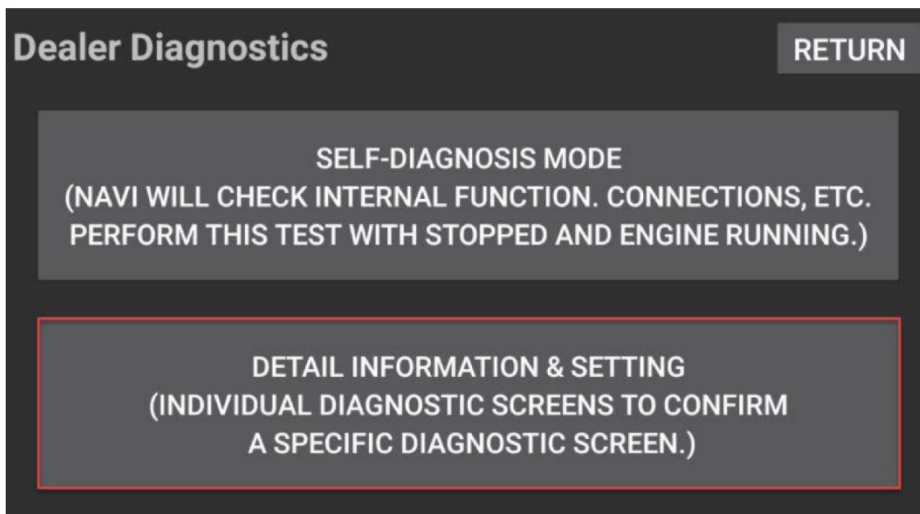 Dealer Diagnostics
RETURN
SELF-DIAGNOSIS MODE
(NAVI WILL CHECK INTERNAL FUNCTION. CONNECTIONS, ETC.
PERFORM THIS TEST WITH STOPPED AND ENGINE RUNNING.)
DETAIL INFORMATION & SETTING
(INDIVIDUAL DIAGNOSTIC SCREENS TO CONFIRM
A SPECIFIC DIAGNOSTIC SCREEN.)